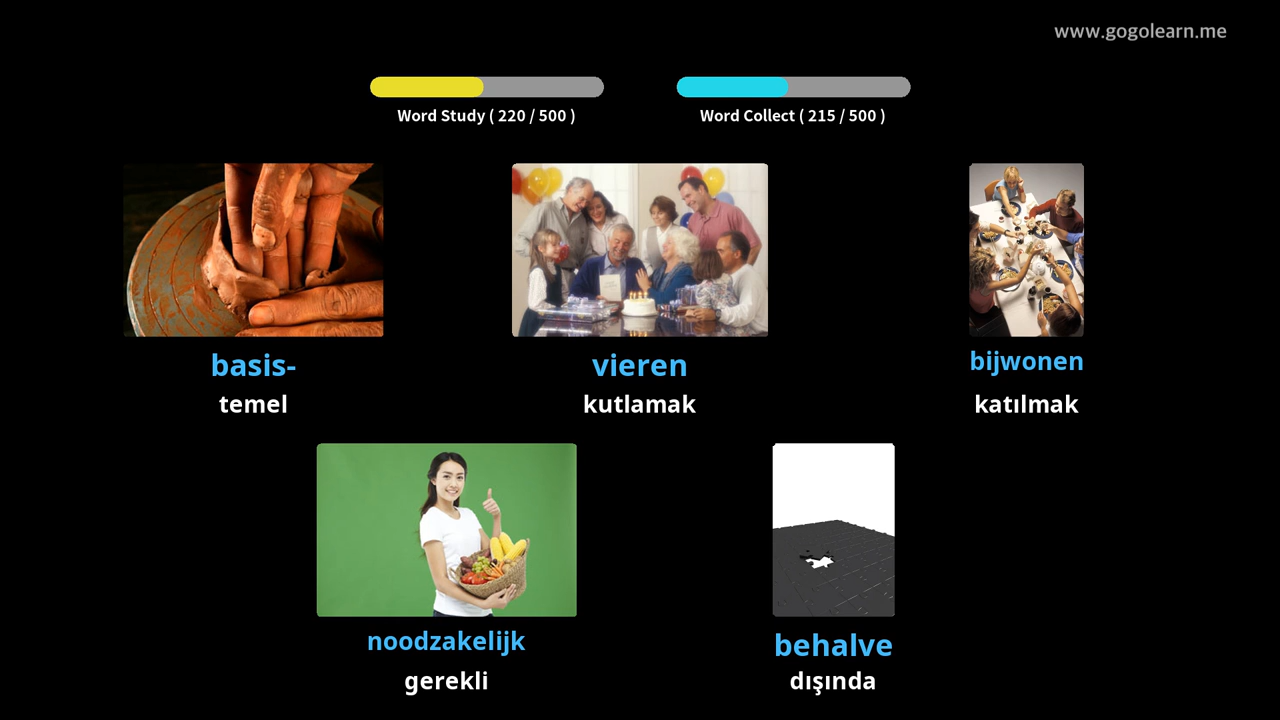 www.gogolearn.me
Word Study ( 220 / 500 )
Word Collect ( 215 / 500 )
basis-
temel
vieren
kutlamak
bijwonen
katılmak
noodzakelijk
gerekli
behalve
dışında